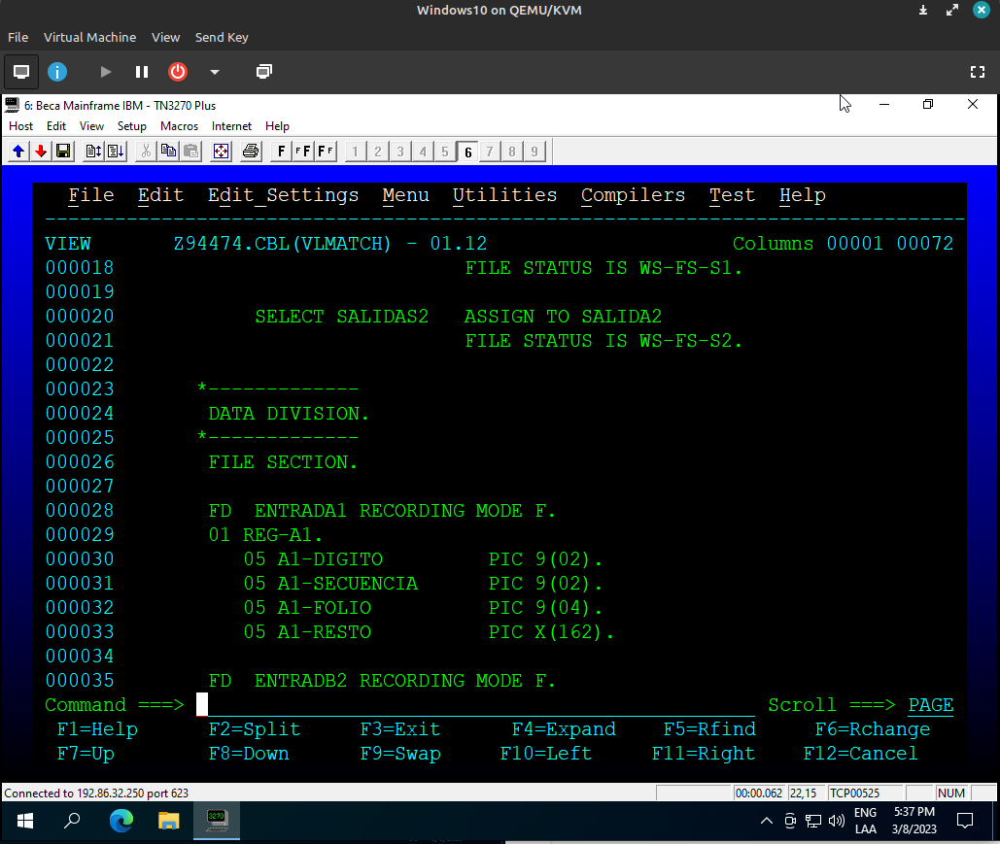 Windows10 on QEMU/KVM
File Virtual Machine View Send Key
6: Beca Mainframe IBM - TN3270 Plus
Host Edit View Setup Macros Internet Help
F F F F F 1 2 3 4 5 6 7 8 9
File Edit Edit_Settings Menu Utilities Compilers Test Help
VIEW Z94474.CBL(VLMATCH) - 01.12 Columns 00001 00072
000018 FILE STATUS IS WS-FS-S1.
000019
000020 SELECT SALIDAS2 ASSIGN TO SALIDA2
000021 FILE STATUS IS WS-FS-S2.
000022
000023 *-------------
000024 DATA DIVISION.
000025 *-------------
000026 FILE SECTION.
000027
000028 FD ENTRADA1 RECORDING MODE F.
000029 01 REG-A1.
000030 05 A1-DIGITO PIC 9(02).
000031 05 A1-SECUENCIA PIC 9(02).
000032 05 A1-FOLIO PIC 9(04).
000033 05 A1-RESTO PIC X(162).
000034
000035 FD ENTRADB2 RECORDING MODE F.
Command ===> Scroll ===> PAGE
F1=Help F2=Split F3=Exit F4=Expand F5=Rfind F6=Rchange
F7=Up F8=Down F9=Swap F10=Left F11=Right F12=Cancel
Connected to 192.86.32.250 port 623 00:00.062 22,15 TCP00525 NUM
3270
ENG 5:37 PM
LAA 3/8/2023